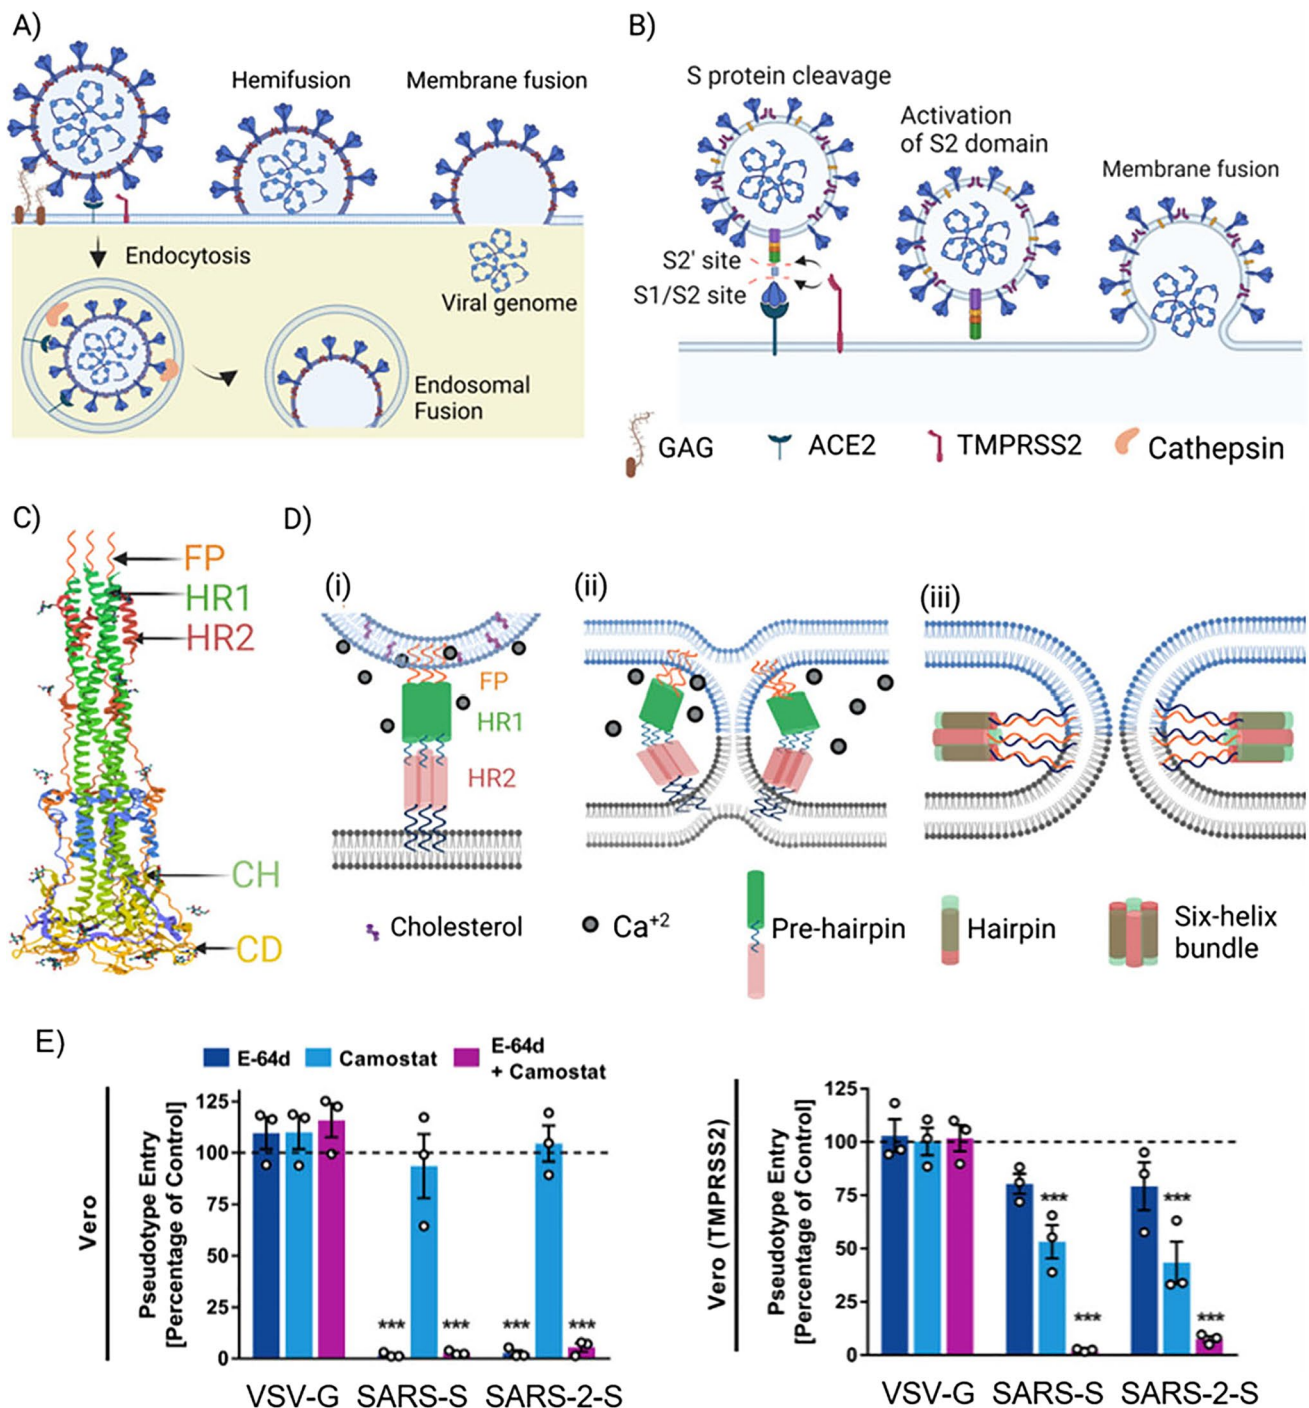 A)
Hemifusion
Membrane fusion
Endocytosis
Viral genome
Endosomal
Fusion
B)
S protein cleavage
Activation
of S2 domain
Membrane fusion
S2' site
S1/S2 site
GAG
ACE2
TMPRSS2
Cathepsin
C)
FP
HR1
HR2
CH
CD
D)
(i)
(ii)
(iii)
FP
HR1
HR2
Cholesterol
Ca+2
Pre-hairpin
Hairpin
Six-helix
bundle
E)
E-64d
Camostat
E-64d
+ Camostat
Vero
Pseudotype Entry
[Percentage of Control]
125
100
75
50
25
0
*** *** *** ***
VSV-G SARS-S SARS-2-S
Vero (TMPRSS2)
Pseudotype Entry
[Percentage of Control]
125
100
75
50
25
0
*** ***
*** ***
VSV-G SARS-S SARS-2-S